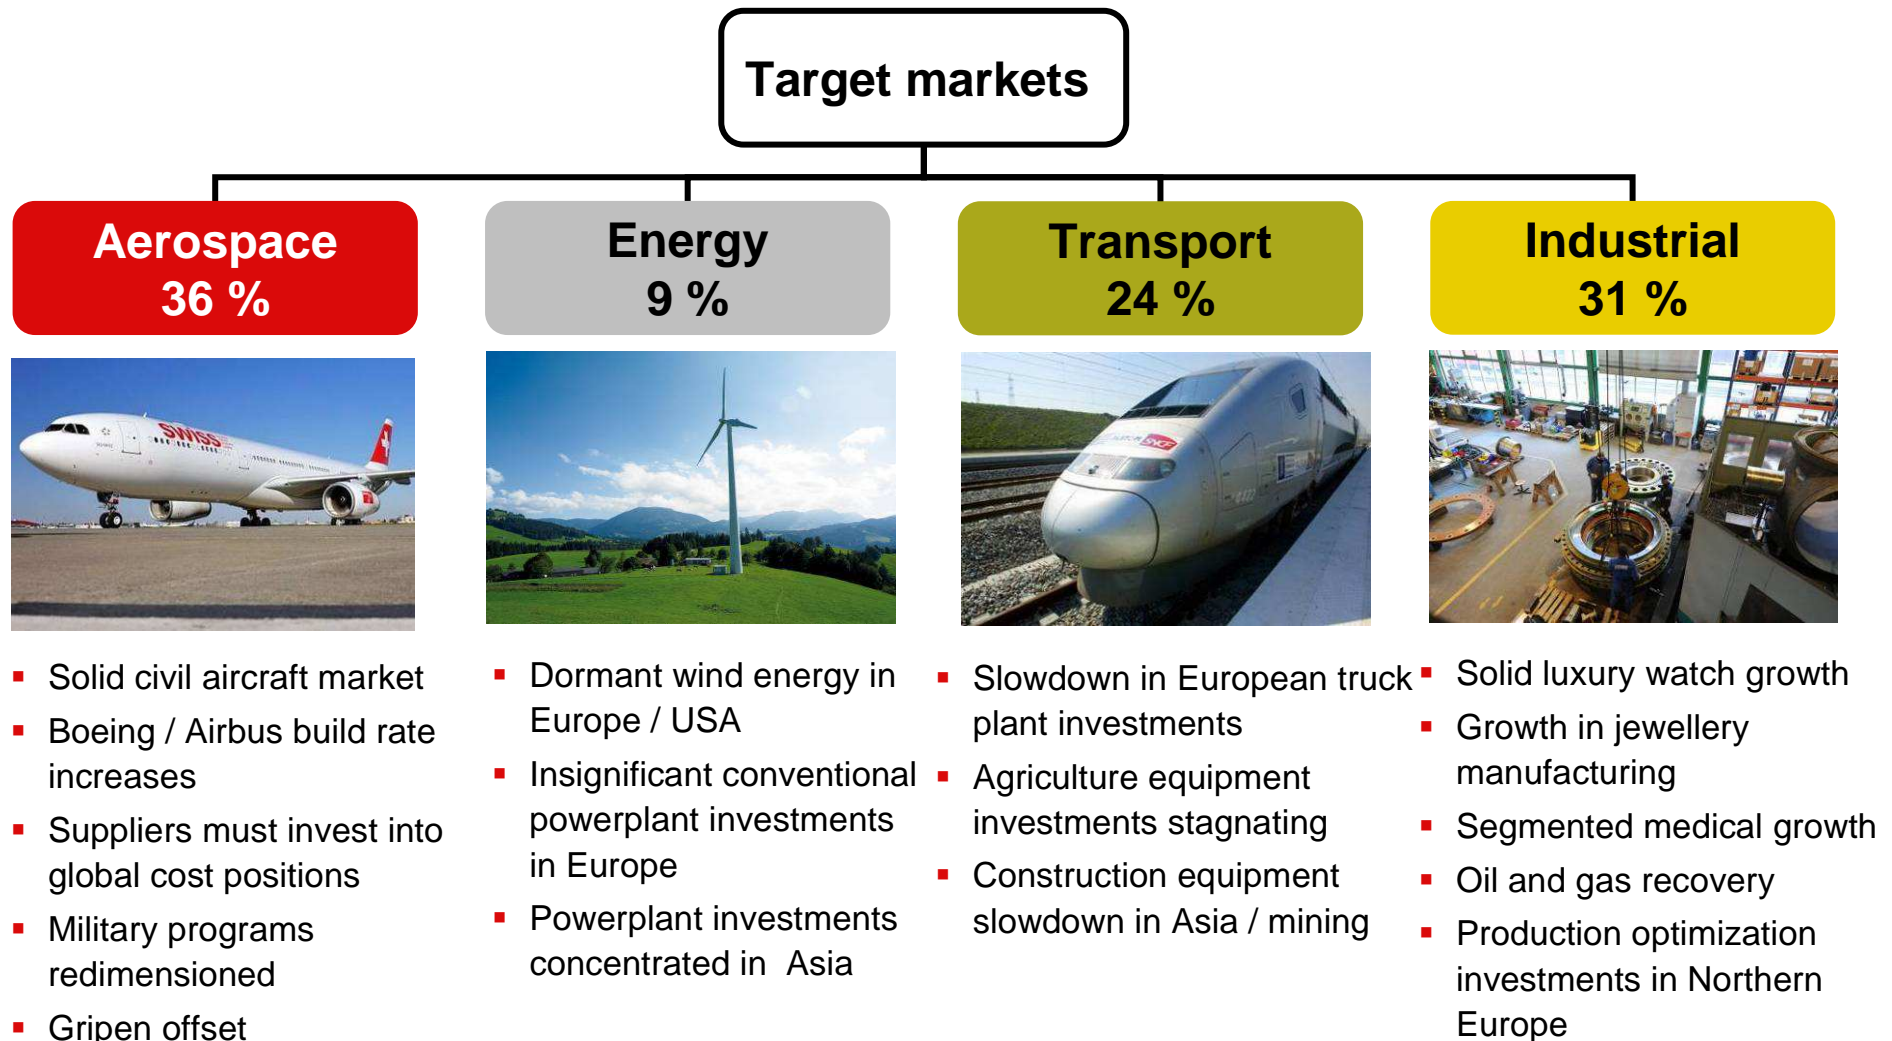 Target markets
Aerospace
36 %
Energy
9 %
Transport
24 %
Industrial
31 %
SWISS
SNCF
▪ Solid civil aircraft market
▪ Boeing / Airbus build rate
increases
▪ Suppliers must invest into
global cost positions
▪ Military programs
redimensioned
▪ Gripen offset
▪ Dormant wind energy in
Europe / USA
▪ Insignificant conventional
powerplant investments
in Europe
▪ Powerplant investments
concentrated in  Asia
▪ Slowdown in European truck
plant investments
▪ Agriculture equipment
investments stagnating
▪ Construction equipment
slowdown in Asia / mining
▪ Solid luxury watch growth
▪ Growth in jewellery
manufacturing
▪ Segmented medical growth
▪ Oil and gas recovery
▪ Production optimization
investments in Northern
Europe